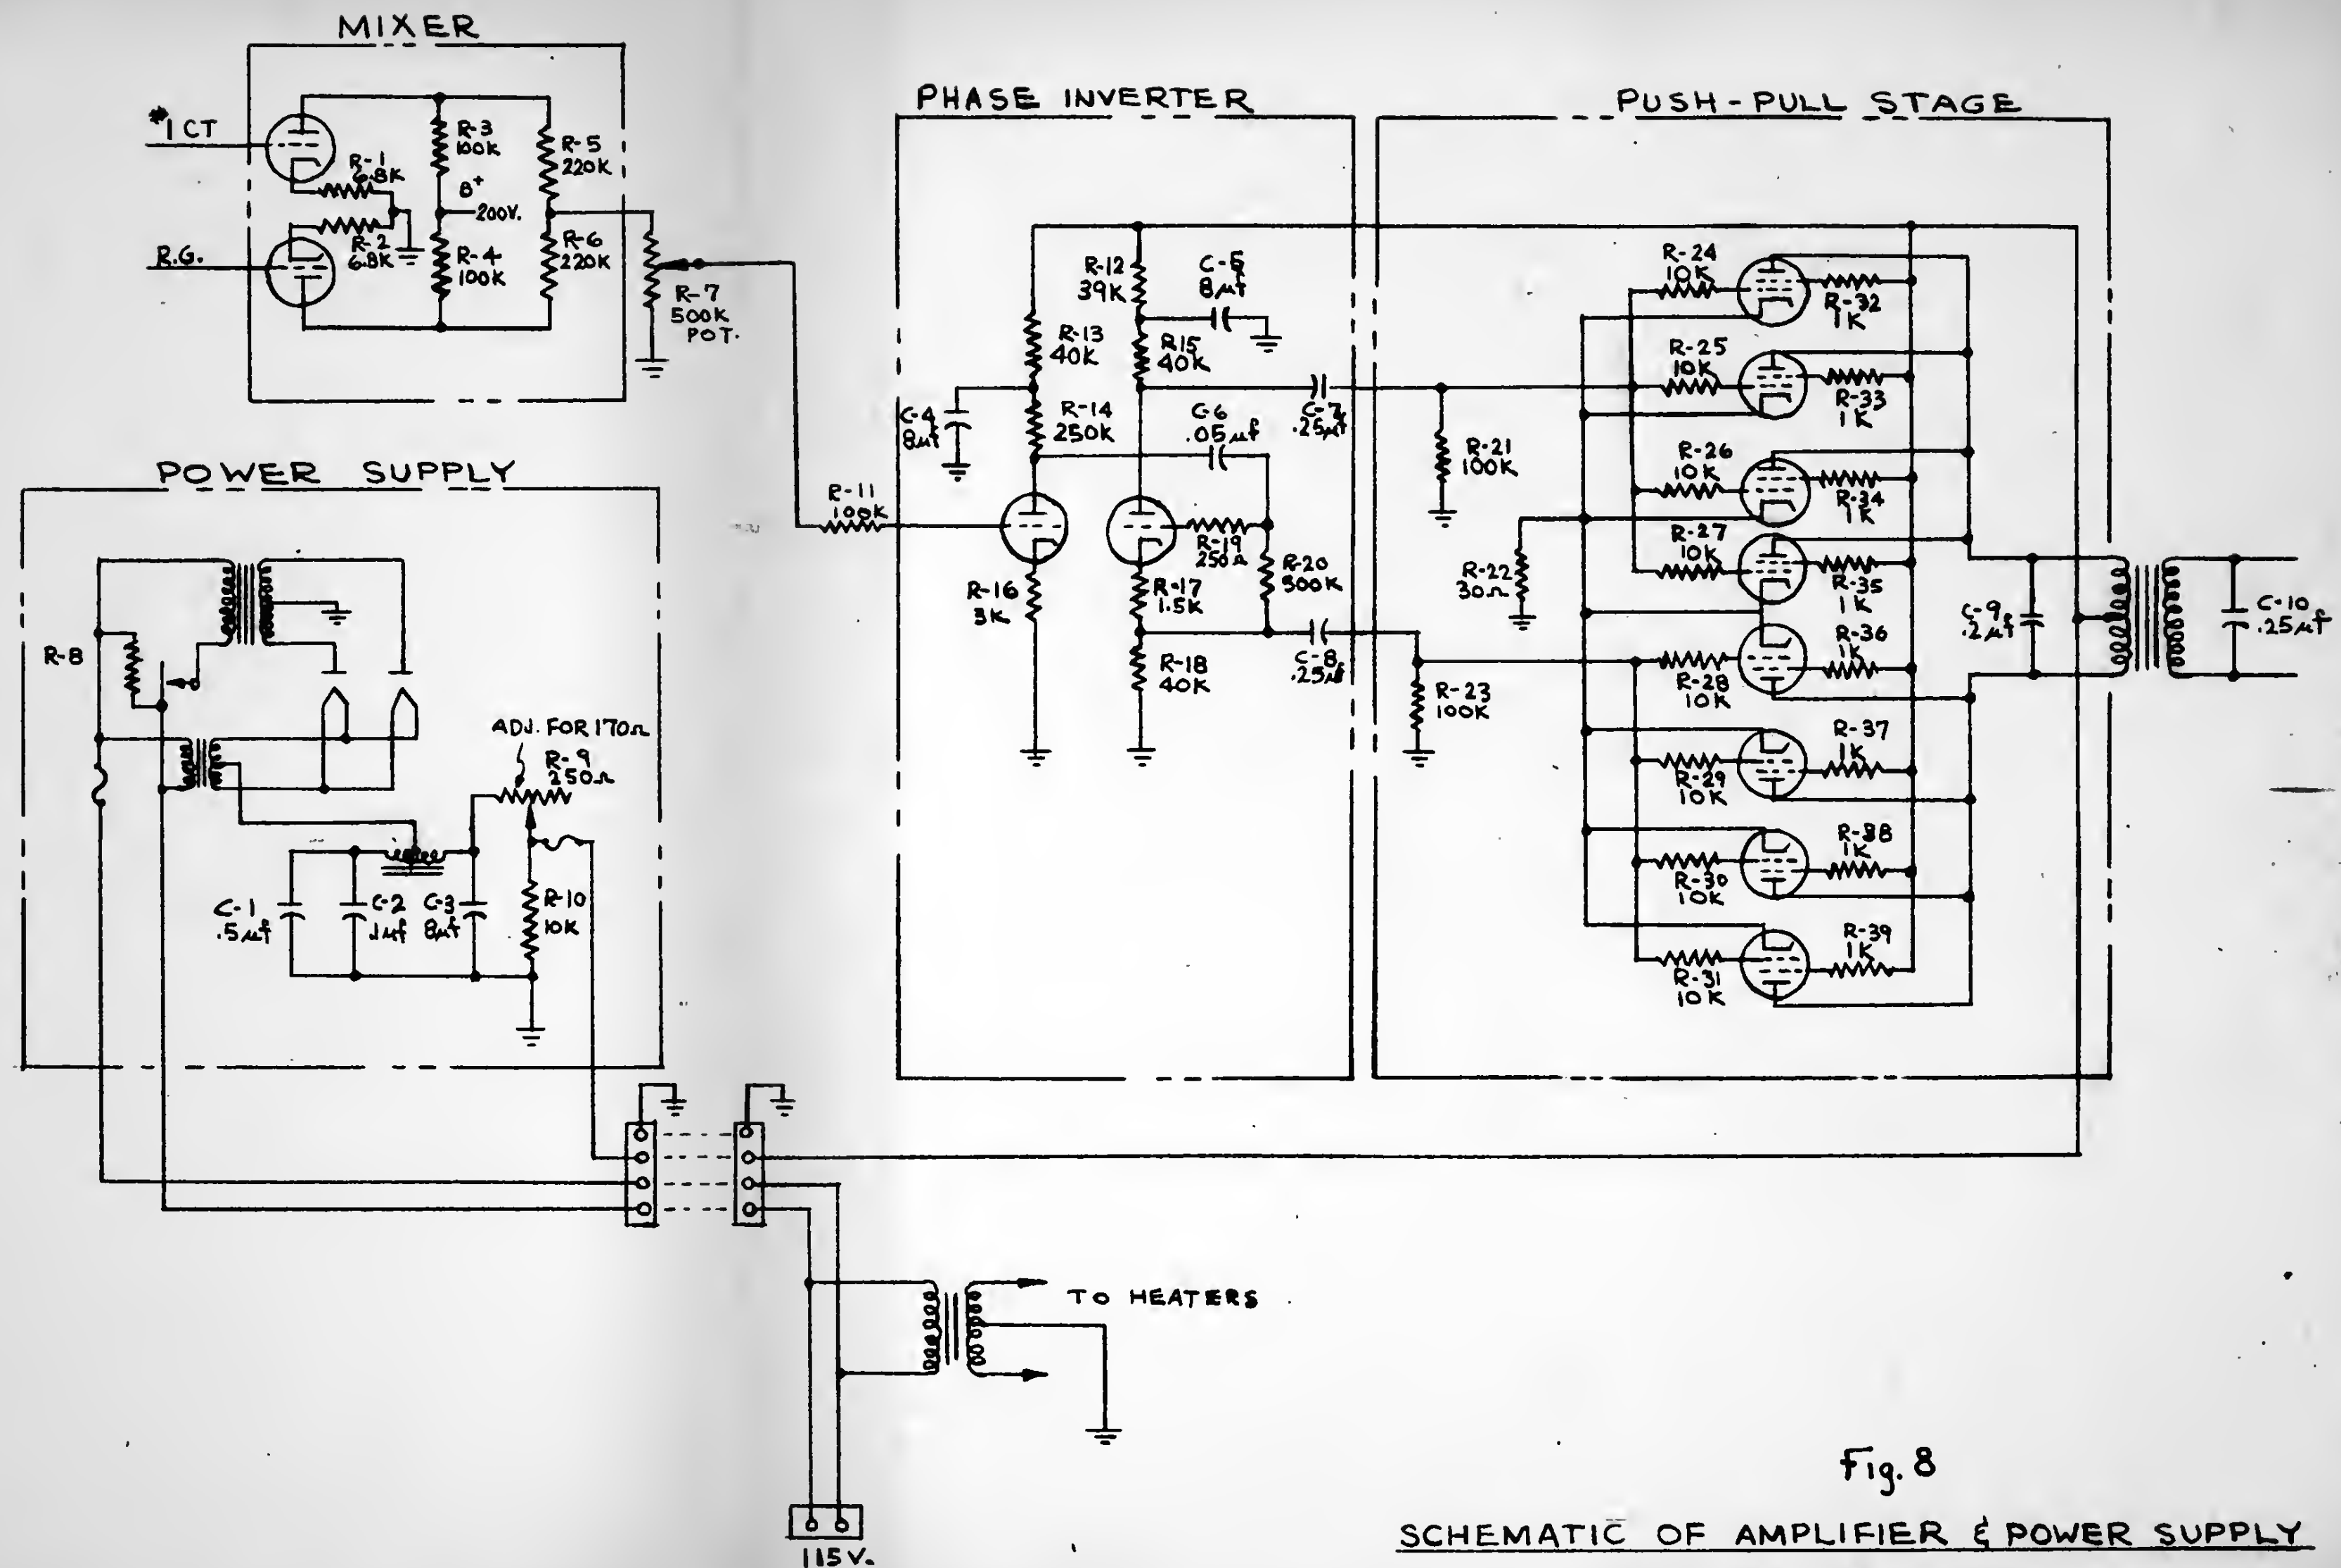 MIXER
#1 CT
R-1
6.8K
R-2
6.8K
R.G.
R-3
100K
B+
200V.
R-4
100K
R-5
220K
R-6
220K
R-7
500K
POT.
POWER SUPPLY
R-8
ADJ. FOR 170Ω
R-9
250Ω
C-1
.5μf
C-2
.1μf
C-3
8μf
R-10
10K
PHASE INVERTER
R-11
100K
R-12
39K
C-5
8μf
R-13
40K
R15
40K
C-4
8μf
R-14
250K
C-6
.05μf
C-7
.25μf
R-16
3K
R-17
1.5K
R-19
250Ω
R-20
500K
R-18
40K
C-8
.25μf
PUSH-PULL STAGE
R-21
100K
R-22
30Ω
R-23
100K
R-24
10K
R-32
1K
R-25
10K
R-33
1K
R-26
10K
R-34
1K
R-27
10K
R-35
1K
R-36
1K
R-28
10K
R-37
1K
R-29
10K
R-38
1K
R-30
10K
R-39
1K
R-31
10K
C-9
.2μf
C-10
.25μf
TO HEATERS
115V.
Fig. 8
SCHEMATIC OF AMPLIFIER & POWER SUPPLY